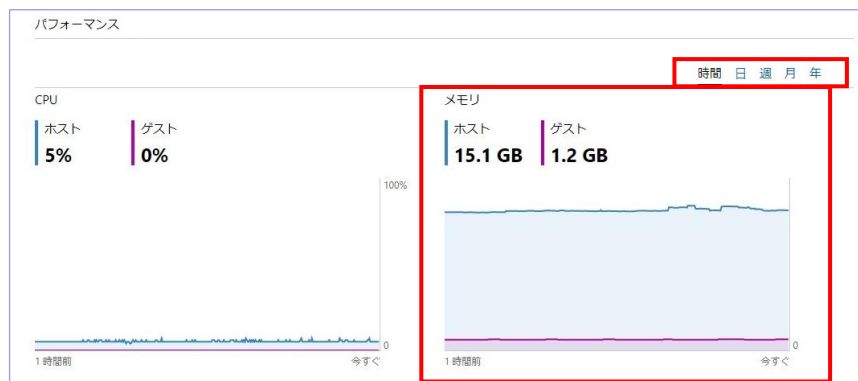 パフォーマンス
時間 日 週 月 年
CPU
ホスト ゲスト
5% 0%
100%
0
1 時間前 今すぐ
メモリ
ホスト ゲスト
15.1 GB 1.2 GB
0
1 時間前 今すぐ